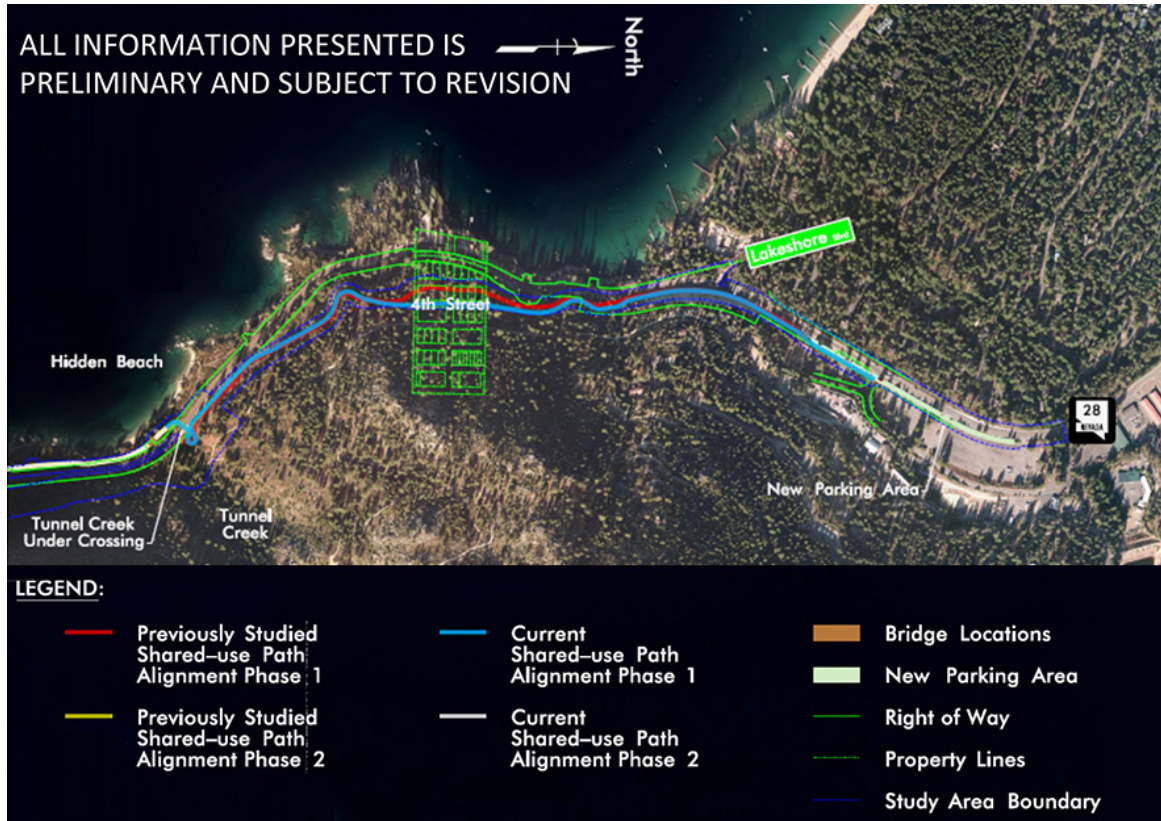 ALL INFORMATION PRESENTED IS
PRELIMINARY AND SUBJECT TO REVISION
North
Lakeshore Blvd
4th Street
Hidden Beach
28
NEVADA
New Parking Area
Tunnel Creek
Under Crossing
Tunnel
Creek
LEGEND:
Previously Studied
Shared-use Path
Alignment Phase 1
Previously Studied
Shared-use Path
Alignment Phase 2
Current
Shared-use Path
Alignment Phase 1
Current
Shared-use Path
Alignment Phase 2
Bridge Locations
New Parking Area
Right of Way
Property Lines
Study Area Boundary